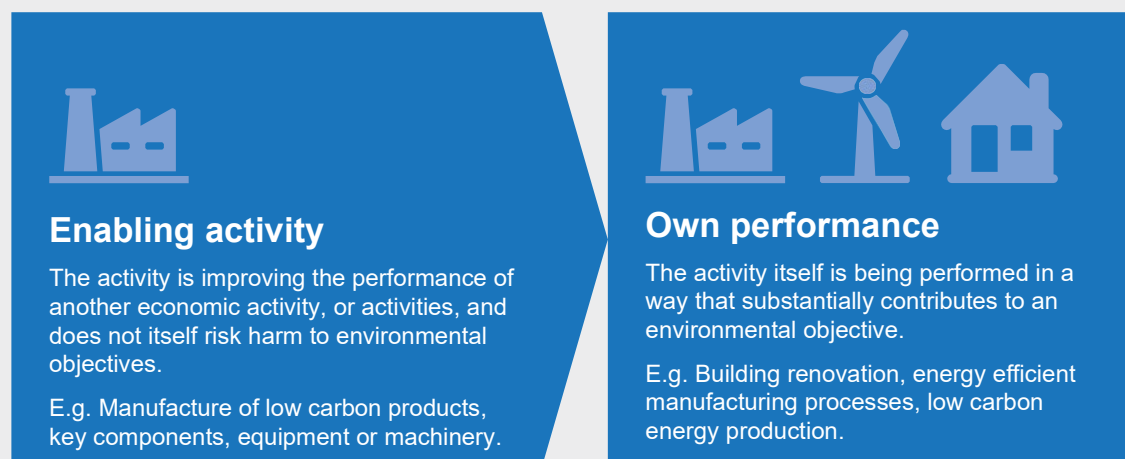 Enabling activity
The activity is improving the performance of
another economic activity, or activities, and
does not itself risk harm to environmental
objectives.
E.g. Manufacture of low carbon products,
key components, equipment or machinery.
Own performance
The activity itself is being performed in a
way that substantially contributes to an
environmental objective.
E.g. Building renovation, energy efficient
manufacturing processes, low carbon
energy production.